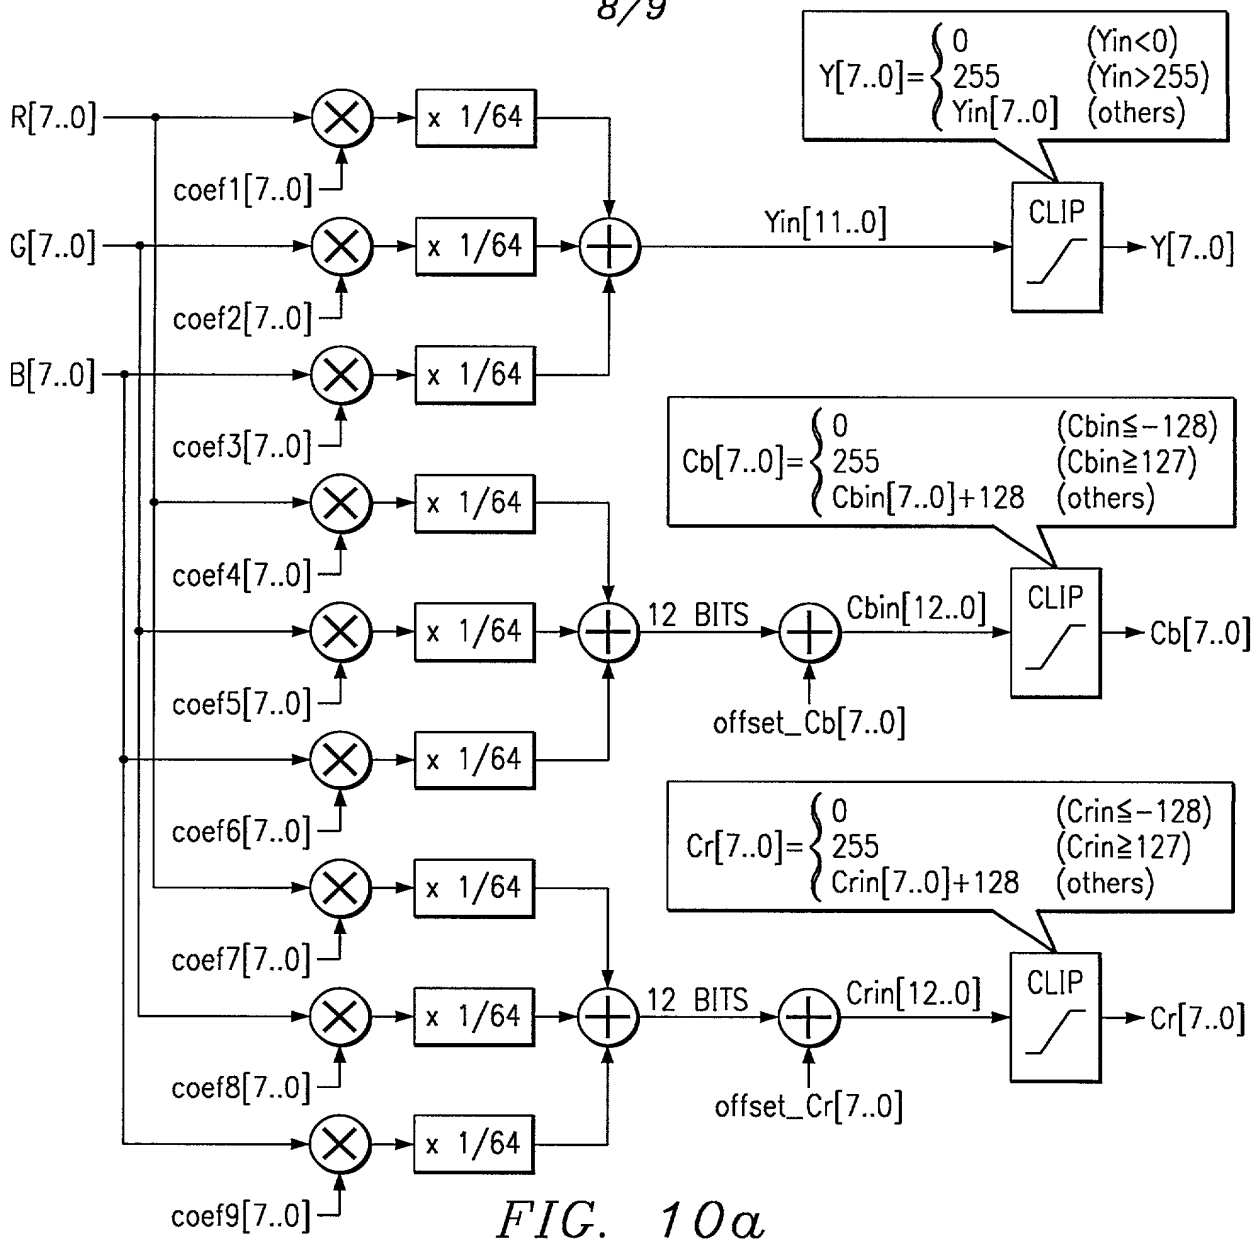 8/9
Y[7..0]= 0 (Yin<0)
255 (Yin>255)
Yin[7..0] (others)
R[7..0]
x 1/64
coef1[7..0]
CLIP
G[7..0]
x 1/64
Yin[11..0]
Y[7..0]
coef2[7..0]
B[7..0]
x 1/64
coef3[7..0]
Cb[7..0]= 0 (Cbin≦-128)
255 (Cbin≧127)
Cbin[7..0]+128 (others)
x 1/64
coef4[7..0]
CLIP
x 1/64
12 BITS
Cbin[12..0]
Cb[7..0]
coef5[7..0]
offset_Cb[7..0]
x 1/64
coef6[7..0]
Cr[7..0]= 0 (Crin≦-128)
255 (Crin≧127)
Crin[7..0]+128 (others)
x 1/64
coef7[7..0]
CLIP
x 1/64
12 BITS
Crin[12..0]
Cr[7..0]
coef8[7..0]
offset_Cr[7..0]
x 1/64
coef9[7..0]
FIG. 10a